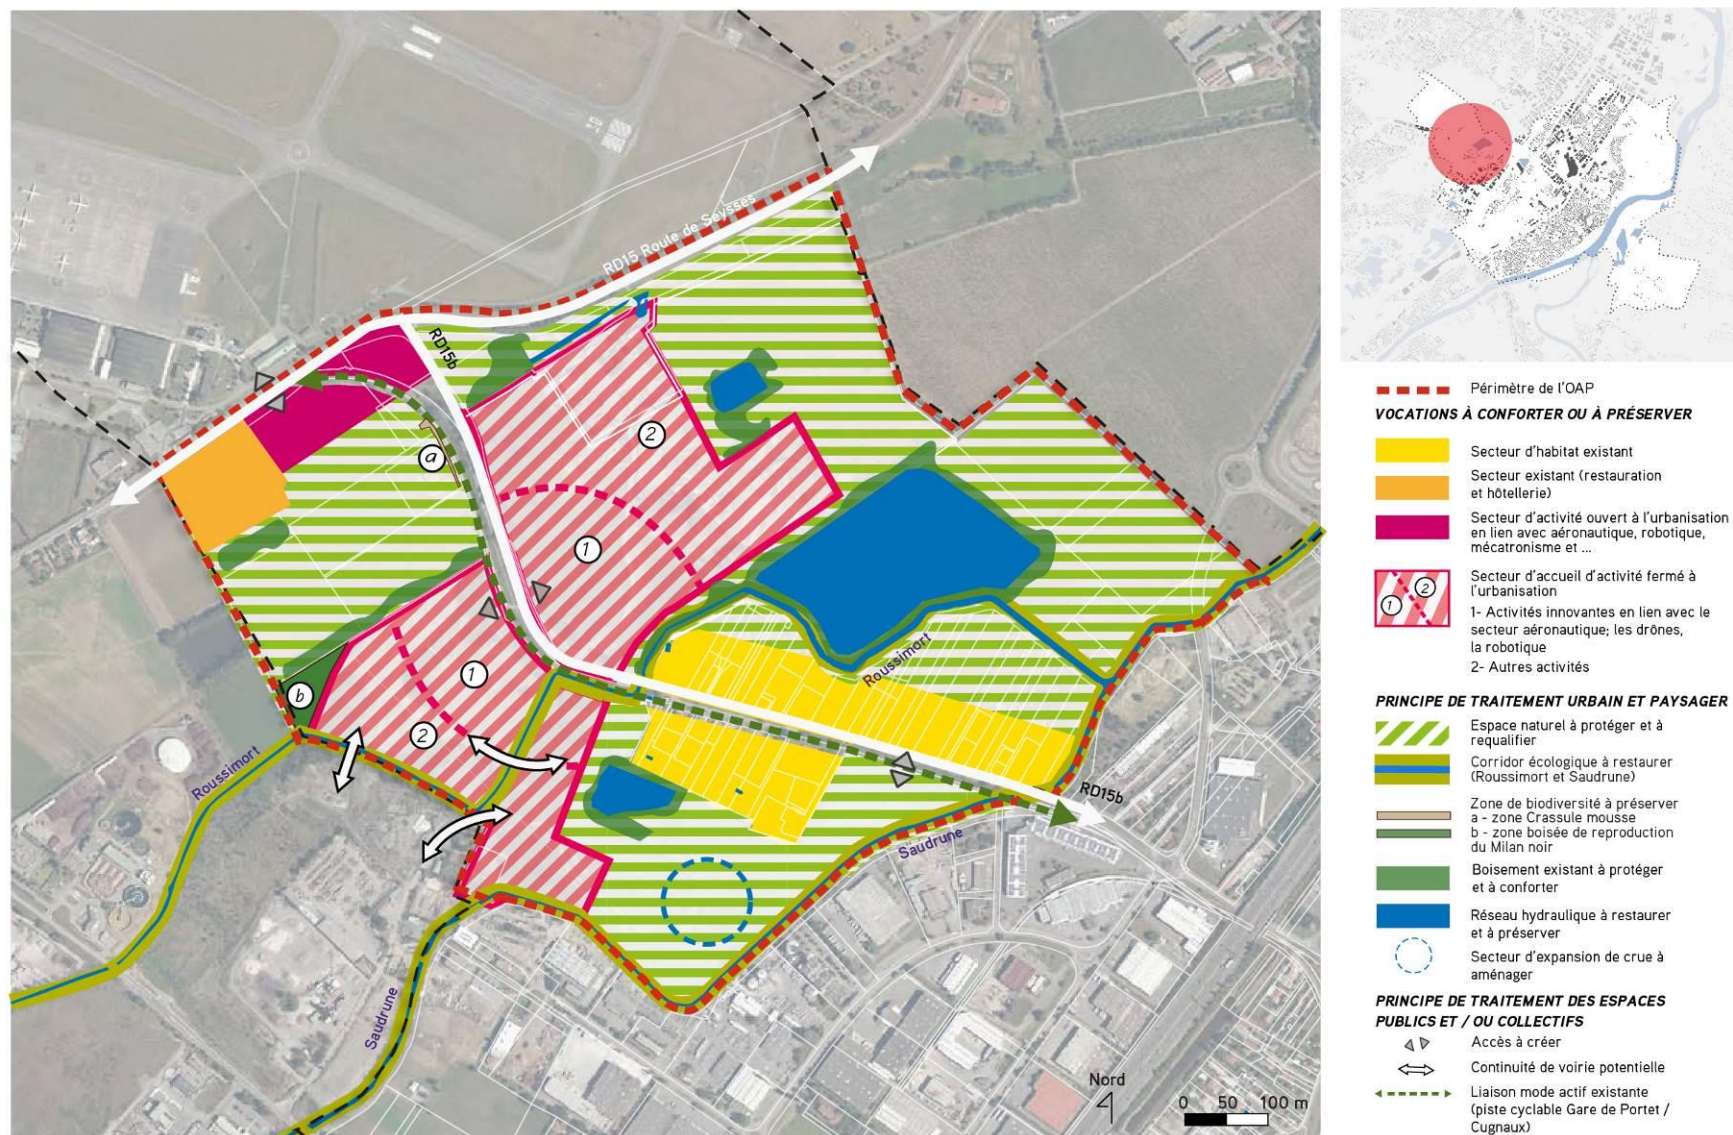 RD15 Route de Seysses
RD15b
a
2
1
b
1
2
Roussimort
Roussimort
Saudrune
Saudrune
RD15b
Nord
0 50 100 m
Périmètre de l'OAP
VOCATIONS À CONFORTER OU À PRÉSERVER
Secteur d'habitat existant
Secteur existant (restauration
et hôtellerie)
Secteur d'activité ouvert à l'urbanisation
en lien avec aéronautique, robotique,
mécatronisme et ...
1 2
Secteur d'accueil d'activité fermé à
l'urbanisation
1- Activités innovantes en lien avec le
secteur aéronautique; les drônes,
la robotique
2- Autres activités
PRINCIPE DE TRAITEMENT URBAIN ET PAYSAGER
Espace naturel à protéger et à
requalifier
Corridor écologique à restaurer
(Roussimort et Saudrune)
Zone de biodiversité à préserver
a - zone Crassule mousse
b - zone boisée de reproduction
du Milan noir
Boisement existant à protéger
et à conforter
Réseau hydraulique à restaurer
et à préserver
Secteur d'expansion de crue à
aménager
PRINCIPE DE TRAITEMENT DES ESPACES
PUBLICS ET / OU COLLECTIFS
Accès à créer
Continuité de voirie potentielle
Liaison mode actif existante
(piste cyclable Gare de Portet /
Cugnaux)